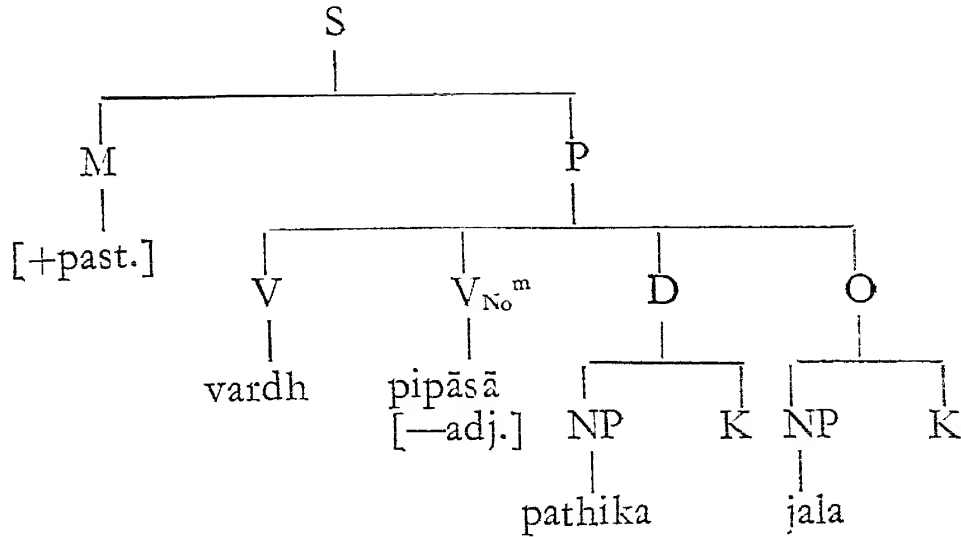 S
M P
[+past.]
V V_No^m D O
vardh pipāsā
[—adj.] NP K NP K
pathika jala